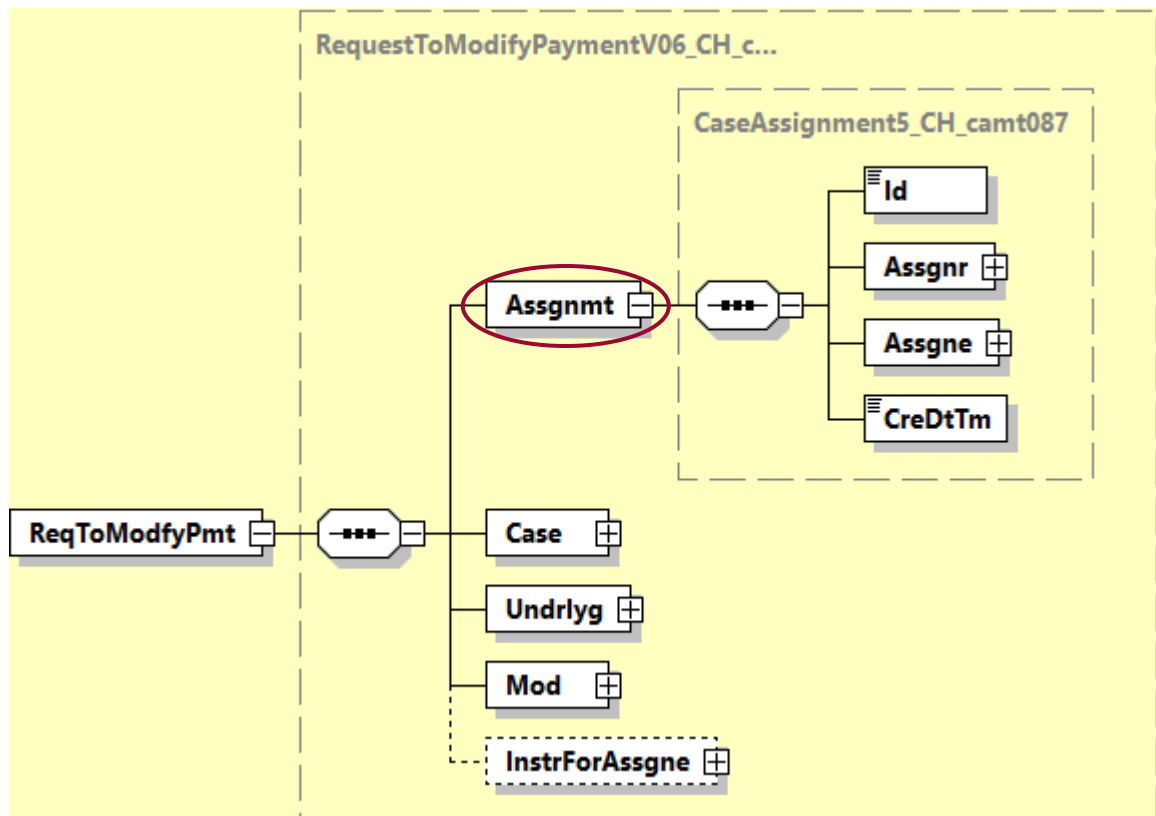 RequestToModifyPaymentV06_CH_c...
CaseAssignment5_CH_camt087
Id
Assgnr
Assgnmt
Assgne
CreDtTm
ReqToModfyPmt
Case
Undrlyg
Mod
InstrForAssgne